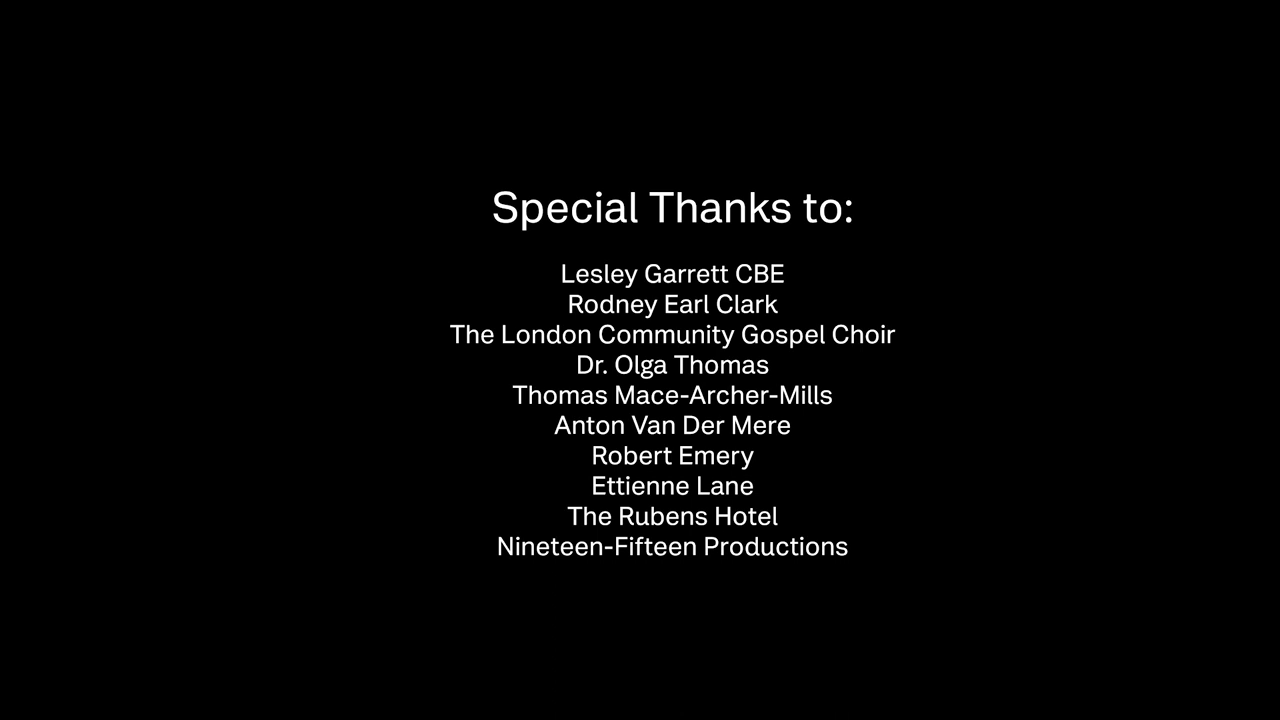 Special Thanks to:
Lesley Garrett CBE
Rodney Earl Clark
The London Community Gospel Choir
Dr. Olga Thomas
Thomas Mace-Archer-Mills
Anton Van Der Mere
Robert Emery
Ettienne Lane
The Rubens Hotel
Nineteen-Fifteen Productions